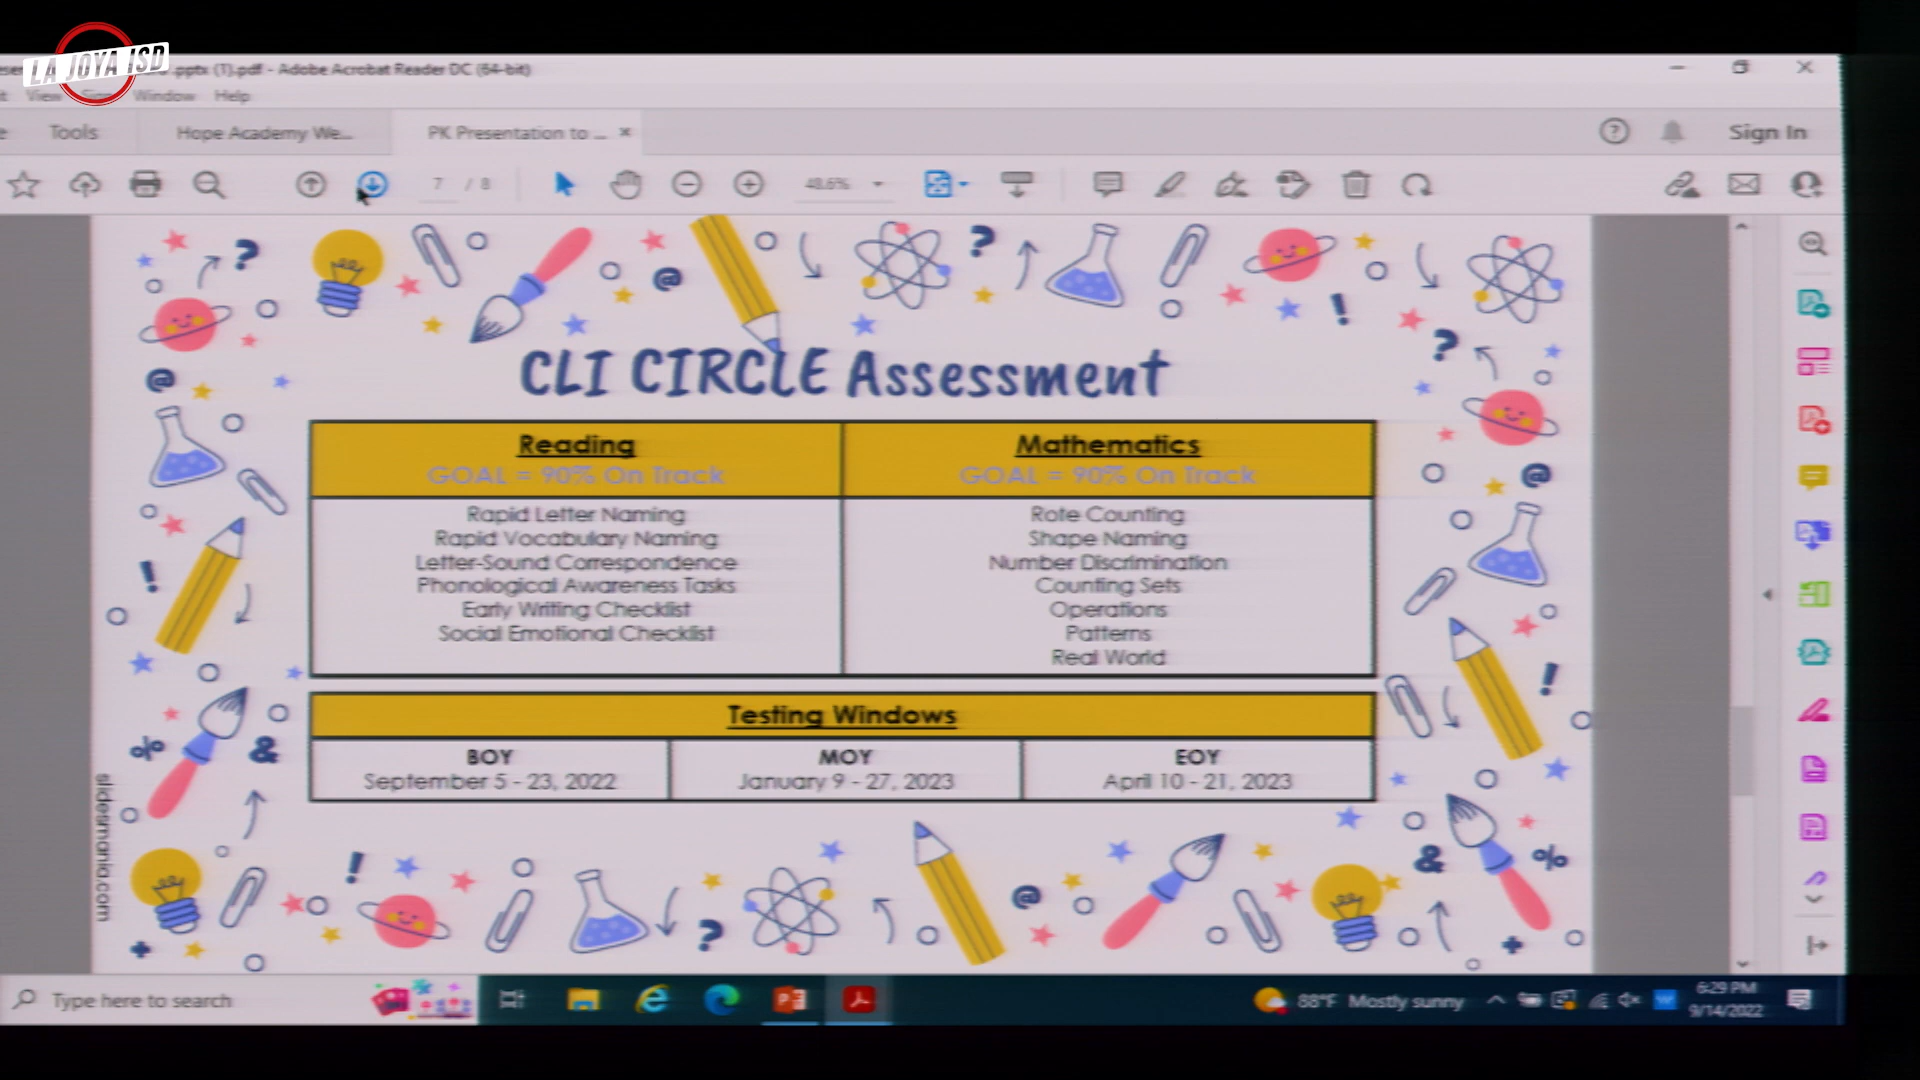 LA JOYA ISD
.pptx (1).pdf - Adobe Acrobat Reader DC (64-bit)
View Sign Window Help
Tools
Hope Academy We...
PK Presentation to ...
Sign In
7 / 8
48.6%
CLI CIRCLE Assessment
Reading
GOAL = 90% On Track
Mathematics
GOAL = 90% On Track
Rapid Letter Naming
Rapid Vocabulary Naming
Letter-Sound Correspondence
Phonological Awareness Tasks
Early Writing Checklist
Social Emotional Checklist
Rote Counting
Shape Naming
Number Discrimination
Counting Sets
Operations
Patterns
Real World
Testing Windows
BOY
September 5 - 23, 2022
MOY
January 9 - 27, 2023
EOY
April 10 - 21, 2023
slidesmania.com
Type here to search
88°F Mostly sunny
6:29 PM
9/14/2022